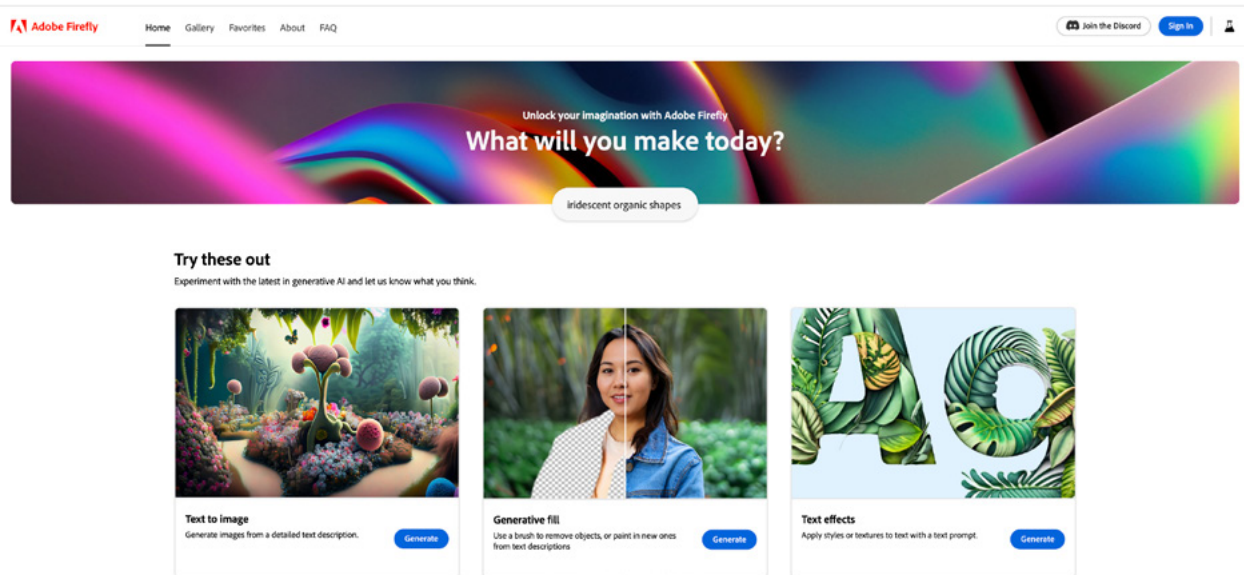 Adobe Firefly
Home Gallery Favorites About FAQ
Join the Discord
Sign In
Unlock your imagination with Adobe Firefly
What will you make today?
iridescent organic shapes
Try these out
Experiment with the latest in generative AI and let us know what you think.
Ag
Text to image
Generate images from a detailed text description.
Generate
Generative fill
Use a brush to remove objects, or paint in new ones
from text descriptions
Generate
Text effects
Apply styles or textures to text with a text prompt.
Generate